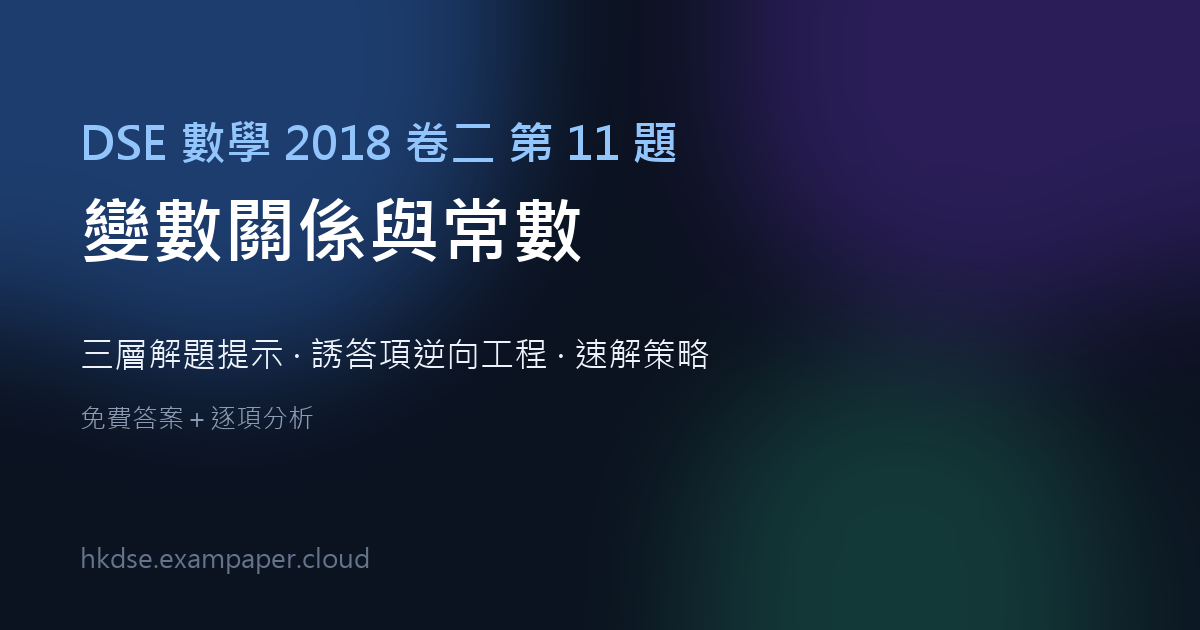 DSE 數學 2018 卷二 第 11 題
變數關係與常數
三層解題提示 · 誘答項逆向工程 · 速解策略
免費答案 + 逐項分析
hkdse.exampaper.cloud